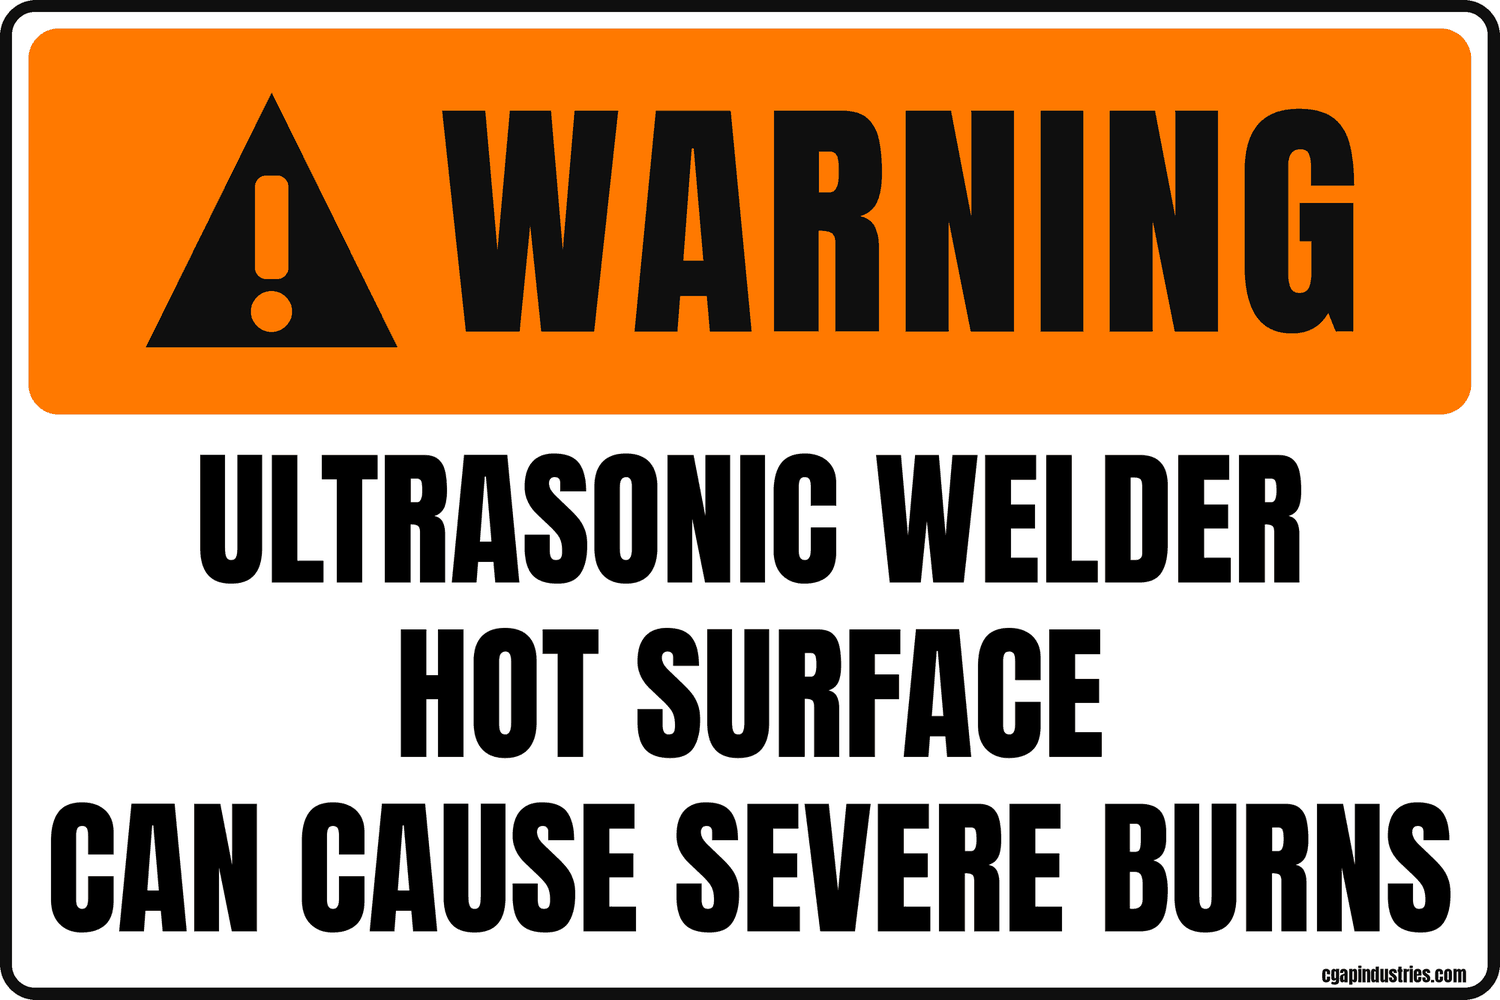 WARNING
ULTRASONIC WELDER
HOT SURFACE
CAN CAUSE SEVERE BURNS
cgapindustries.com